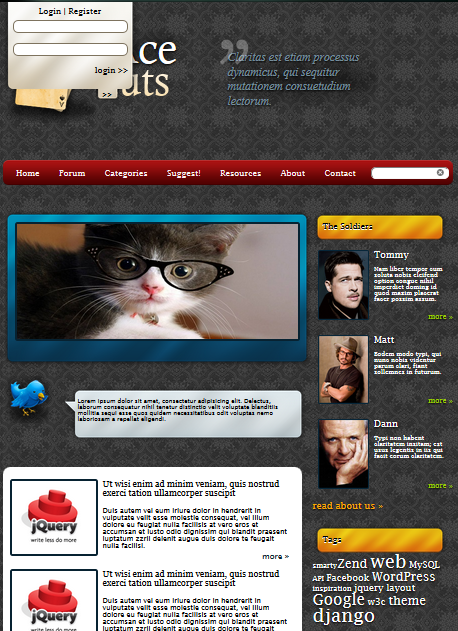 Login | Register
login >>
>>
ce
uts
Claritas est etiam processus
dynamicus, qui sequitur
mutationem consuetudium
lectorum.
Home Forum Categories Suggest! Resources About Contact
The Soldiers
Tommy
Nam liber tempor cum
soluta nobis eleifend
option congue nihil
imperdiet doming id
quod mazim placerat
facer possim assum.
more »
Matt
Eodem modo typi, qui
nunc nobis videntur
parum clari, fiant
sollemnes in futurum.
more »
Dann
Typi non habent
claritatem insitam; est
usus legentis in iis qui
facit eorum claritatem.
more »
read about us »
Lorem ipsum dolor sit amet, consectetur adipisicing elit. Delectus,
laborum consequatur nihil tenetur distinctio velit voluptate blanditiis
mollitia sequi esse quos quidem necessitatibus odit voluptas nemo
laboriosam a repellat eligendi.
jQuery
write less do more
Ut wisi enim ad minim veniam, quis nostrud
exerci tation ullamcorper suscipit
Duis autem vel eum iriure dolor in hendrerit in
vulputate velit esse molestie consequat, vel illum
dolore eu feugiat nulla facilisis at vero eros et
accumsan et iusto odio dignissim qui blandit praesent
luptatum zzril delenit augue duis dolore te feugait
nulla facilisi.
more »
jQuery
write less do more
Ut wisi enim ad minim veniam, quis nostrud
exerci tation ullamcorper suscipit
Duis autem vel eum iriure dolor in hendrerit in
vulputate velit esse molestie consequat, vel illum
dolore eu feugiat nulla facilisis at vero eros et
accumsan et iusto odio dignissim qui blandit praesent
luptatum zzril delenit augue duis dolore te feugait
Tags
smarty Zend web MySQL
API Facebook WordPress
inspiration jquery layout
Google w3c theme
django